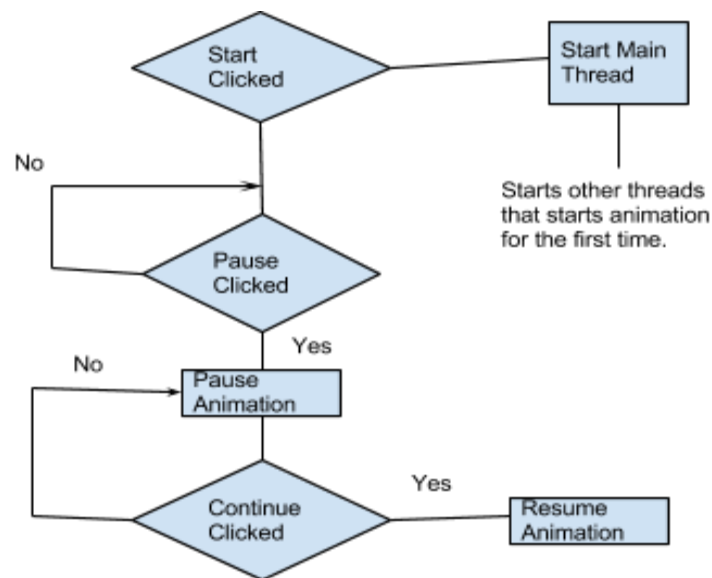 Start
Clicked
Start Main
Thread
No
Starts other threads
that starts animation
for the first time.
Pause
Clicked
Yes
No
Pause
Animation
Continue
Clicked
Yes
Resume
Animation